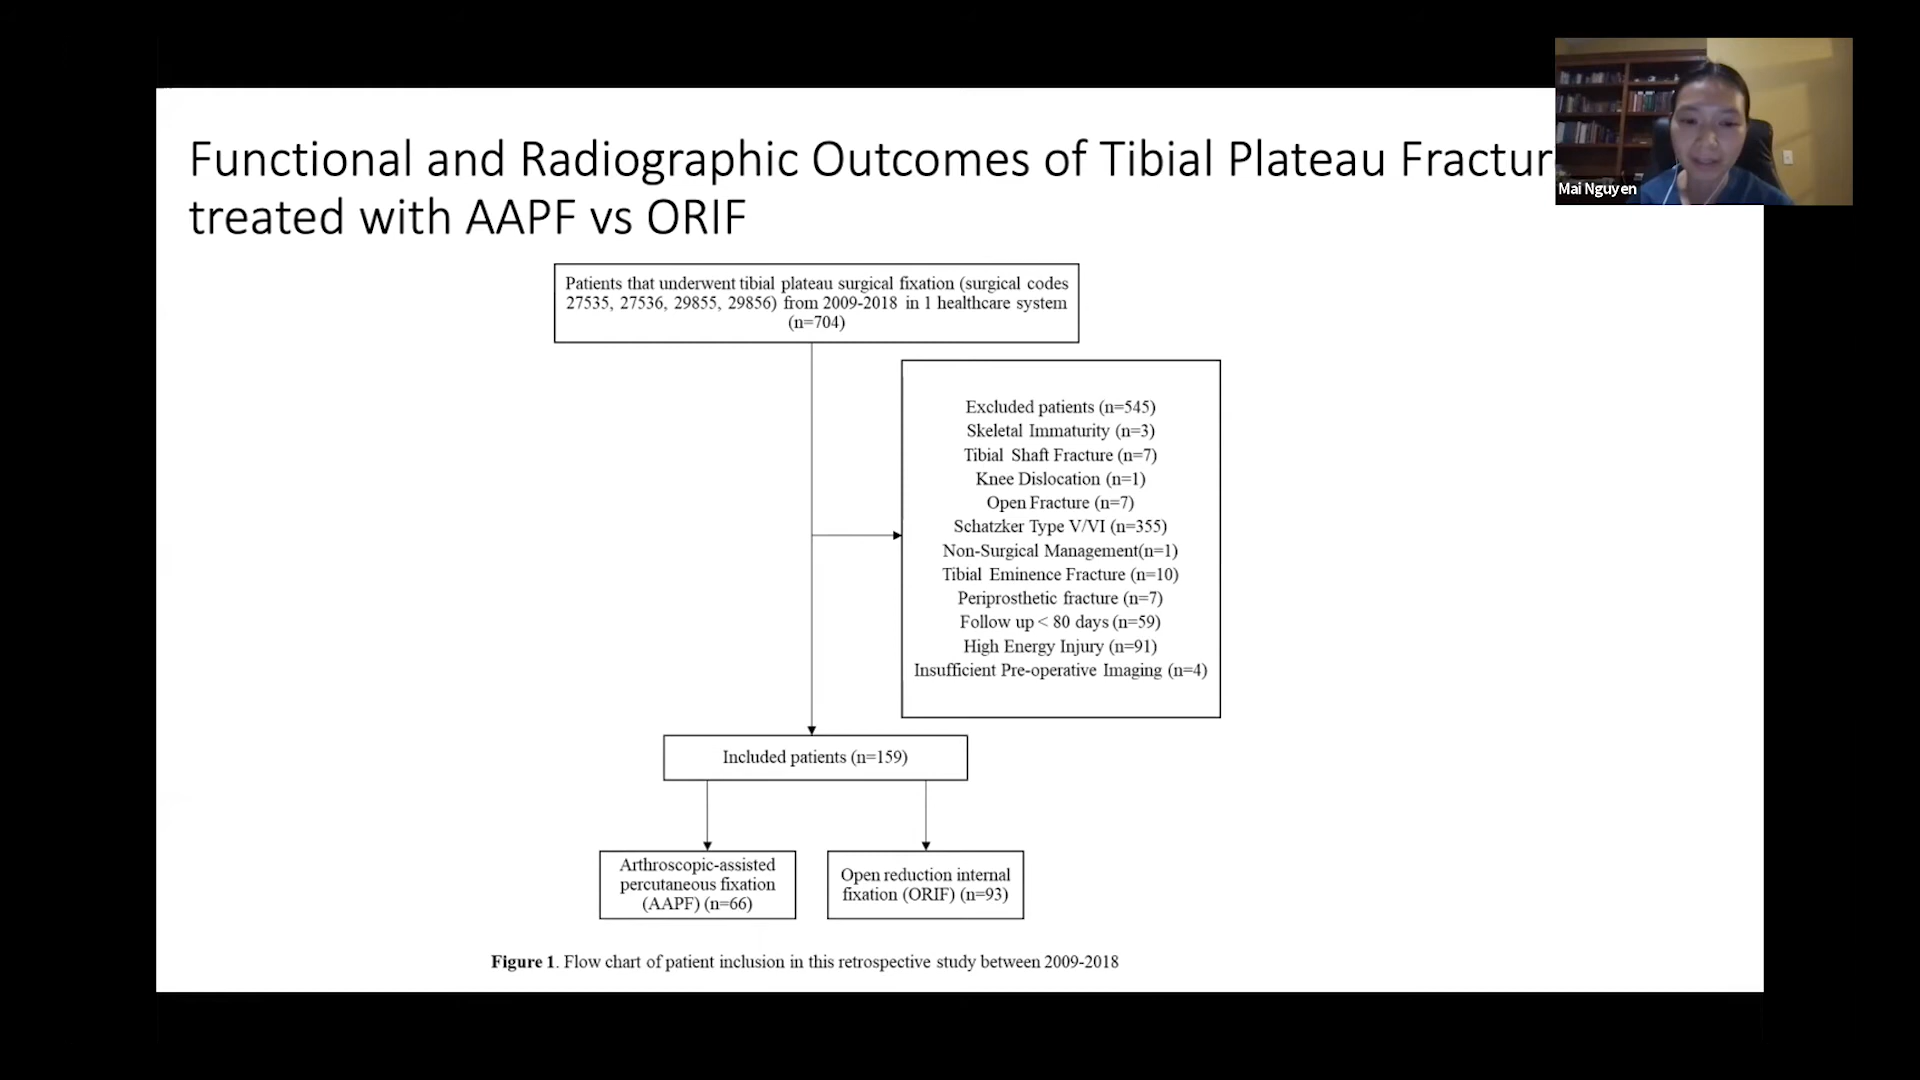 Functional and Radiographic Outcomes of Tibial Plateau Fractur
treated with AAPF vs ORIF
Mai Nguyen
Patients that underwent tibial plateau surgical fixation (surgical codes
27535, 27536, 29855, 29856) from 2009-2018 in 1 healthcare system
(n=704)
Excluded patients (n=545)
Skeletal Immaturity (n=3)
Tibial Shaft Fracture (n=7)
Knee Dislocation (n=1)
Open Fracture (n=7)
Schatzker Type V/VI (n=355)
Non-Surgical Management(n=1)
Tibial Eminence Fracture (n=10)
Periprosthetic fracture (n=7)
Follow up < 80 days (n=59)
High Energy Injury (n=91)
Insufficient Pre-operative Imaging (n=4)
Included patients (n=159)
Arthroscopic-assisted
percutaneous fixation
(AAPF) (n=66)
Open reduction internal
fixation (ORIF) (n=93)
Figure 1. Flow chart of patient inclusion in this retrospective study between 2009-2018